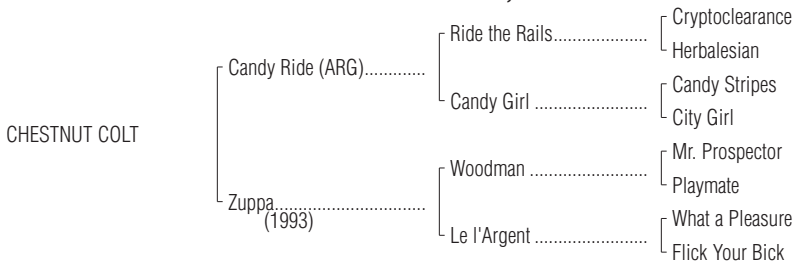 Cryptoclearance
Ride the Rails....................
Herbalesian
Candy Ride (ARG).............
Candy Stripes
Candy Girl ........................
City Girl
CHESTNUT COLT
Mr. Prospector
Woodman .........................
Playmate
Zuppa.................................
(1993)
What a Pleasure
Le l'Argent ........................
Flick Your Bick